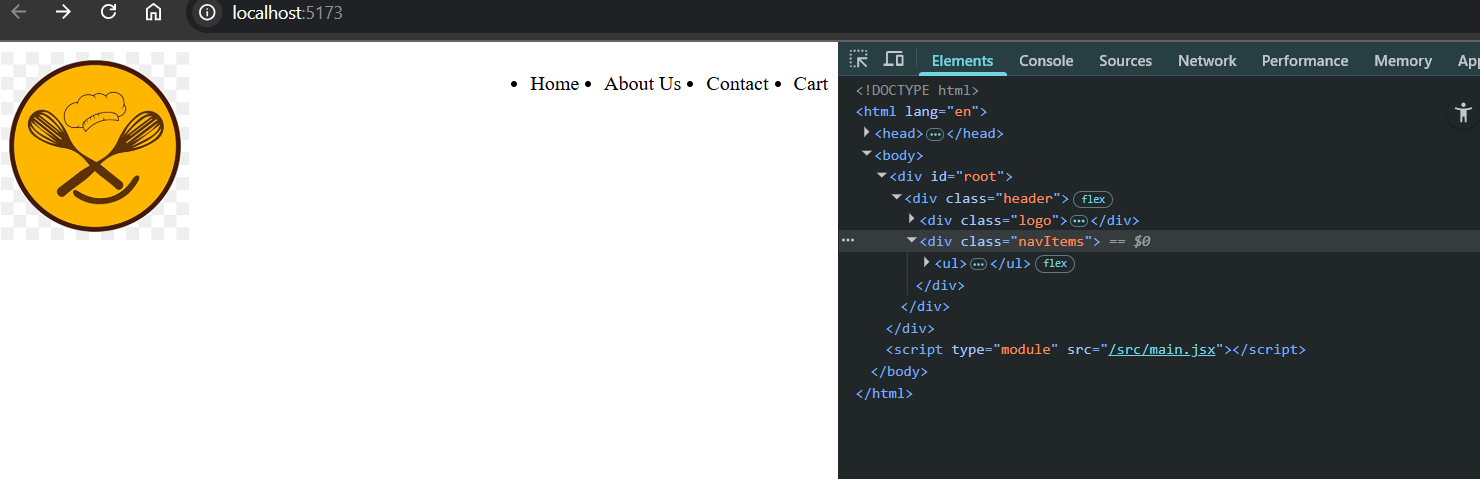 localhost:5173
• Home • About Us • Contact • Cart
Elements Console Sources Network Performance Memory App
<!DOCTYPE html>
<html lang="en">
<head> ••• </head>
<body>
<div id="root">
<div class="header"> flex
<div class="logo"> ••• </div>
••• <div class="navItems"> == $0
<ul> ••• </ul> flex
</div>
</div>
</div>
<script type="module" src="/src/main.jsx"></script>
</body>
</html>